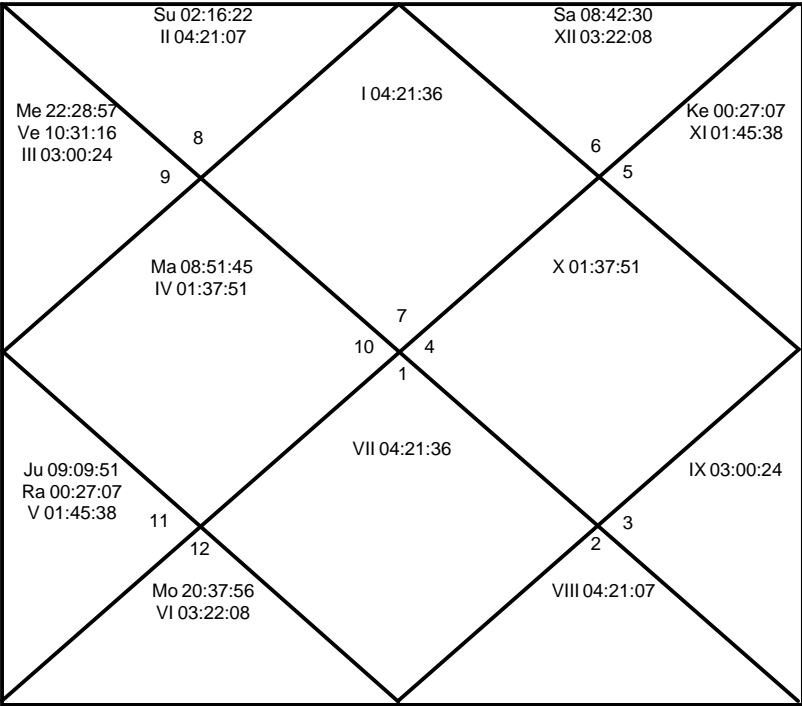 Su 02:16:22
II 04:21:07
Sa 08:42:30
XII 03:22:08
I 04:21:36
Me 22:28:57
Ve 10:31:16
III 03:00:24
Ke 00:27:07
XI 01:45:38
8
6
9
5
Ma 08:51:45
IV 01:37:51
X 01:37:51
7
10
4
1
VII 04:21:36
Ju 09:09:51
Ra 00:27:07
V 01:45:38
IX 03:00:24
11
3
12
2
Mo 20:37:56
VI 03:22:08
VIII 04:21:07